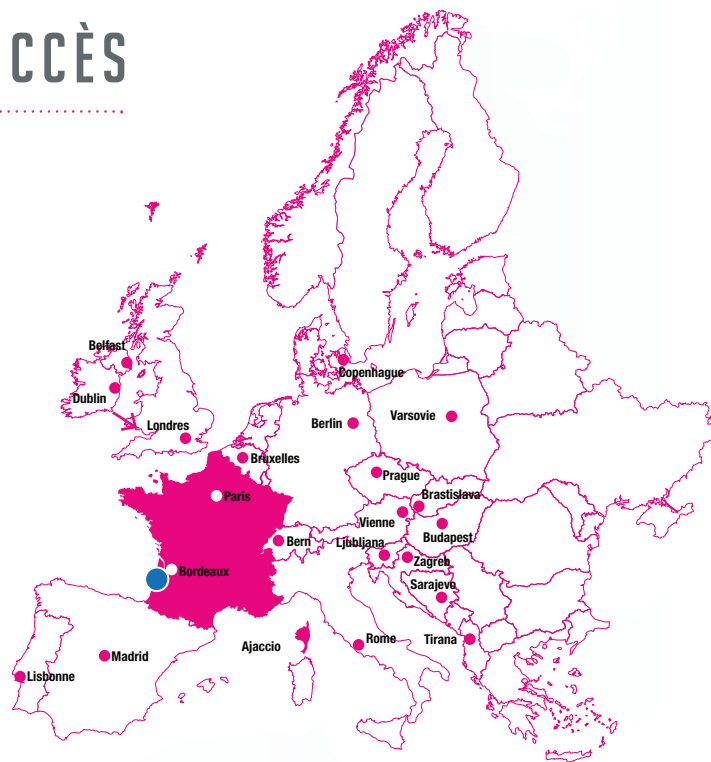 CCÈS
Belfast
Copenhague
Dublin
Londres
Berlin
Varsovie
Bruxelles
Prague
Paris
Brastislava
Vienne
Budapest
Bern
Ljubljana
Zagreb
Bordeaux
Sarajevo
Ajaccio
Rome
Tirana
Madrid
Lisbonne